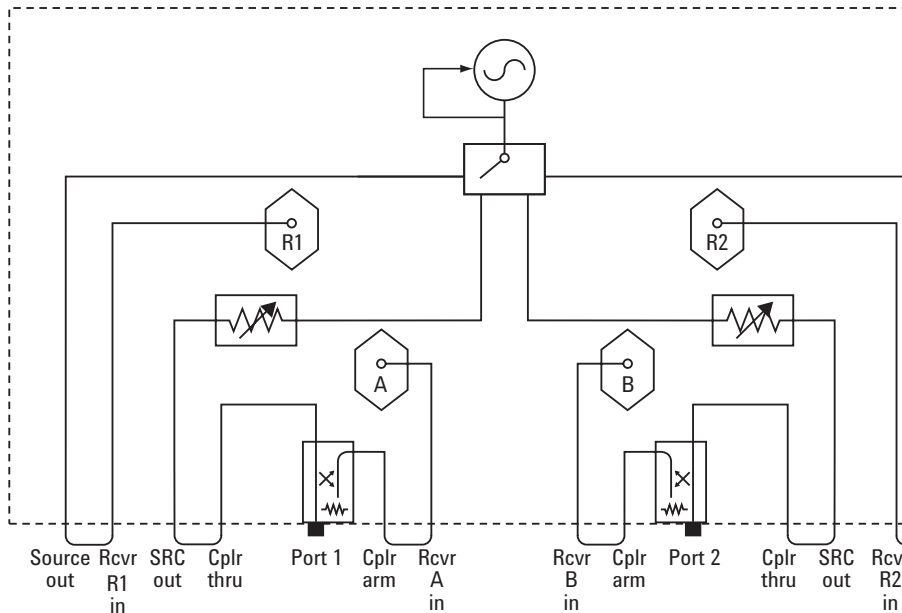 R1
R2
A
B
Source out
Rcvr R1 in
SRC out
Cplr thru
Port 1
Cplr arm
Rcvr A in
Rcvr B in
Cplr arm
Port 2
Cplr thru
SRC out
Rcv R2 in